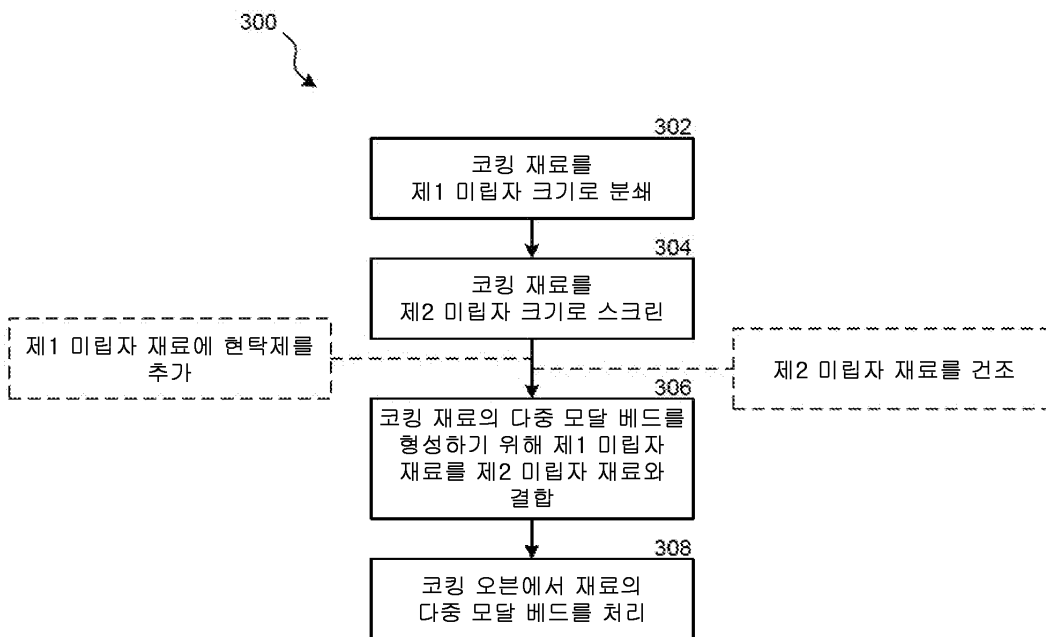 300
302
코킹 재료를
제1 미립자 크기로 분쇄
304
코킹 재료를
제2 미립자 크기로 스크린
제1 미립자 재료에 현탁제를
추가
제2 미립자 재료를 건조
306
코킹 재료의 다중 모달 베드를
형성하기 위해 제1 미립자
재료를 제2 미립자 재료와
결합
308
코킹 오븐에서 재료의
다중 모달 베드를 처리